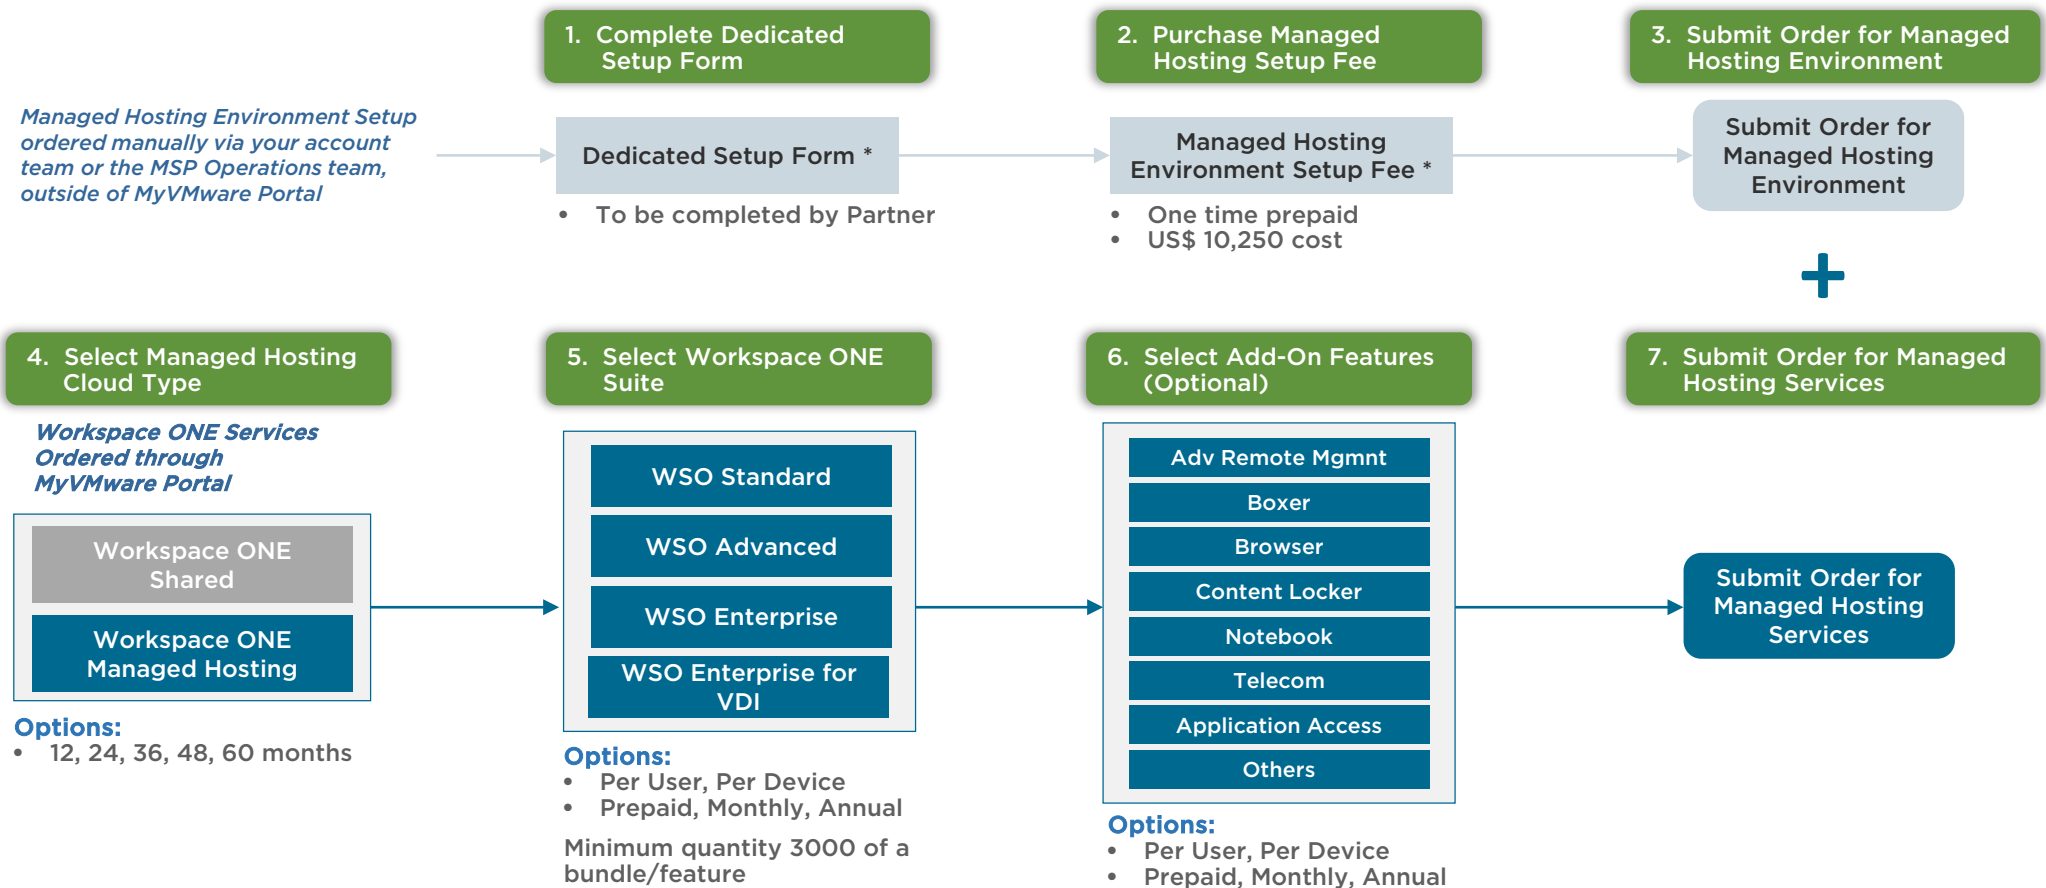 1. Complete Dedicated
Setup Form
2. Purchase Managed
Hosting Setup Fee
3. Submit Order for Managed
Hosting Environment
Managed Hosting Environment Setup
ordered manually via your account
team or the MSP Operations team,
outside of MyVMware Portal
Dedicated Setup Form *
• To be completed by Partner
Managed Hosting
Environment Setup Fee *
• One time prepaid
• US$ 10,250 cost
Submit Order for
Managed Hosting
Environment
+
4. Select Managed Hosting
Cloud Type
5. Select Workspace ONE
Suite
6. Select Add-On Features
(Optional)
7. Submit Order for Managed
Hosting Services
Workspace ONE Services
Ordered through
MyVMware Portal
Workspace ONE
Shared
Workspace ONE
Managed Hosting
Options:
• 12, 24, 36, 48, 60 months
WSO Standard
WSO Advanced
WSO Enterprise
WSO Enterprise for
VDI
Options:
• Per User, Per Device
• Prepaid, Monthly, Annual
Minimum quantity 3000 of a
bundle/feature
Adv Remote Mgmnt
Boxer
Browser
Content Locker
Notebook
Telecom
Application Access
Others
Options:
• Per User, Per Device
• Prepaid, Monthly, Annual
Submit Order for
Managed Hosting
Services